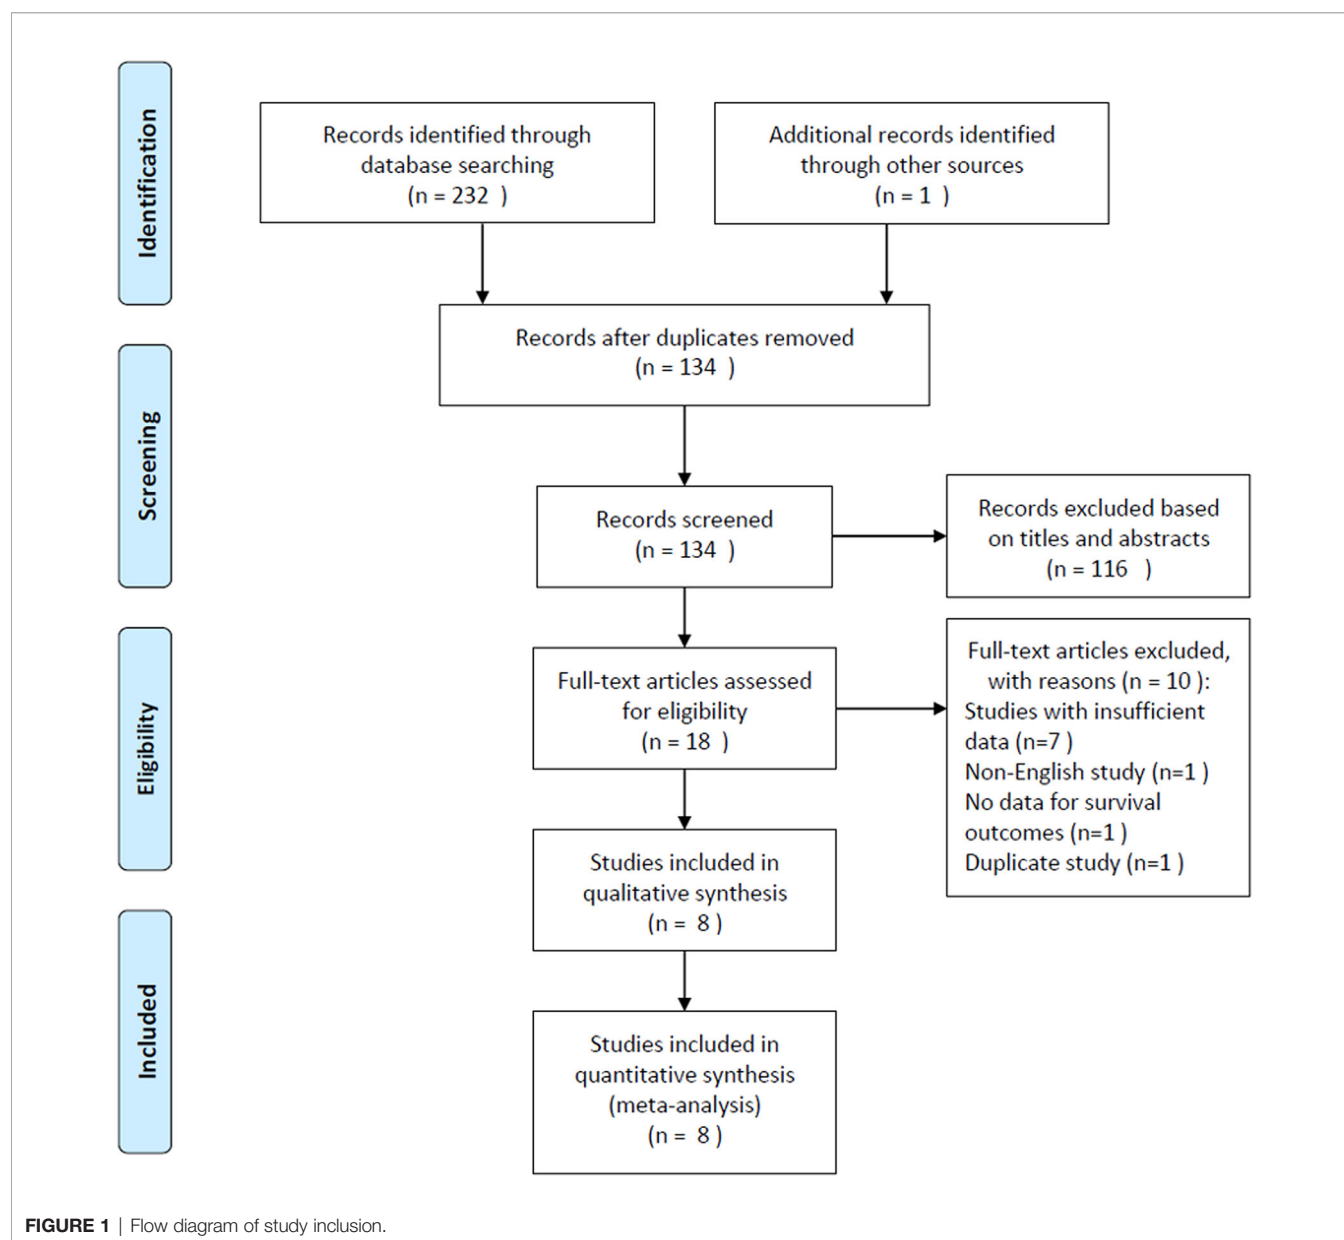 Identification
Records identified through
database searching
(n = 232 )
Additional records identified
through other sources
(n = 1 )
Records after duplicates removed
(n = 134 )
Screening
Records screened
(n = 134 )
Records excluded based
on titles and abstracts
(n = 116 )
Eligibility
Full-text articles assessed
for eligibility
(n = 18 )
Full-text articles excluded,
with reasons (n = 10 ):
Studies with insufficient
data (n=7 )
Non-English study (n=1 )
No data for survival
outcomes (n=1 )
Duplicate study (n=1 )
Studies included in
qualitative synthesis
(n = 8 )
Included
Studies included in
quantitative synthesis
(meta-analysis)
(n = 8 )
FIGURE 1 | Flow diagram of study inclusion.